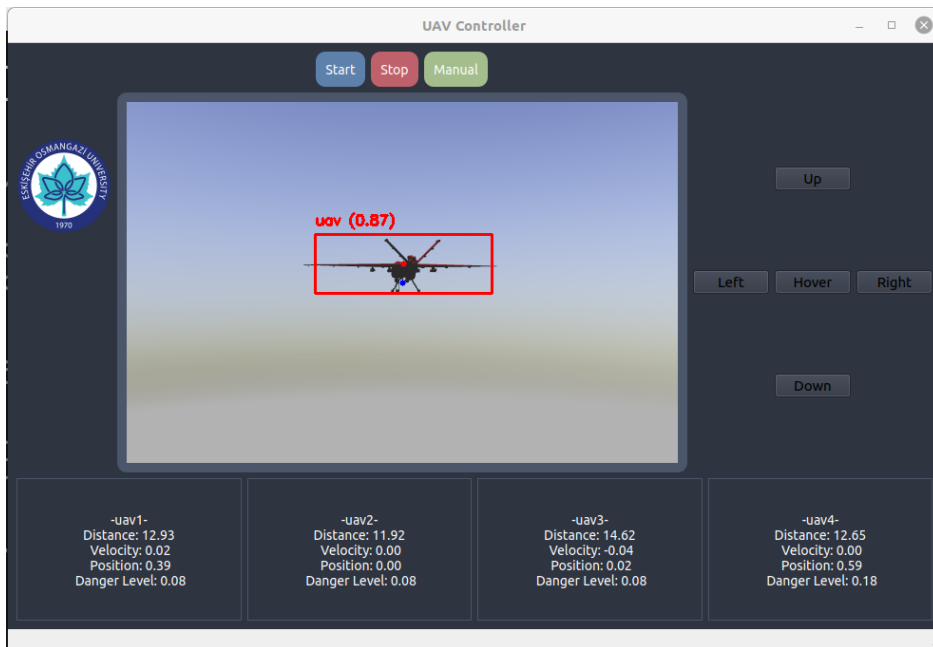 UAV Controller
Start Stop Manual
ESKİŞEHİR OSMANGAZI UNIVERSITY
1970
uav (0.87)
Up
Left Hover Right
Down
-uav1-
Distance: 12.93
Velocity: 0.02
Position: 0.39
Danger Level: 0.08
-uav2-
Distance: 11.92
Velocity: 0.00
Position: 0.00
Danger Level: 0.08
-uav3-
Distance: 14.62
Velocity: -0.04
Position: 0.02
Danger Level: 0.08
-uav4-
Distance: 12.65
Velocity: 0.00
Position: 0.59
Danger Level: 0.18